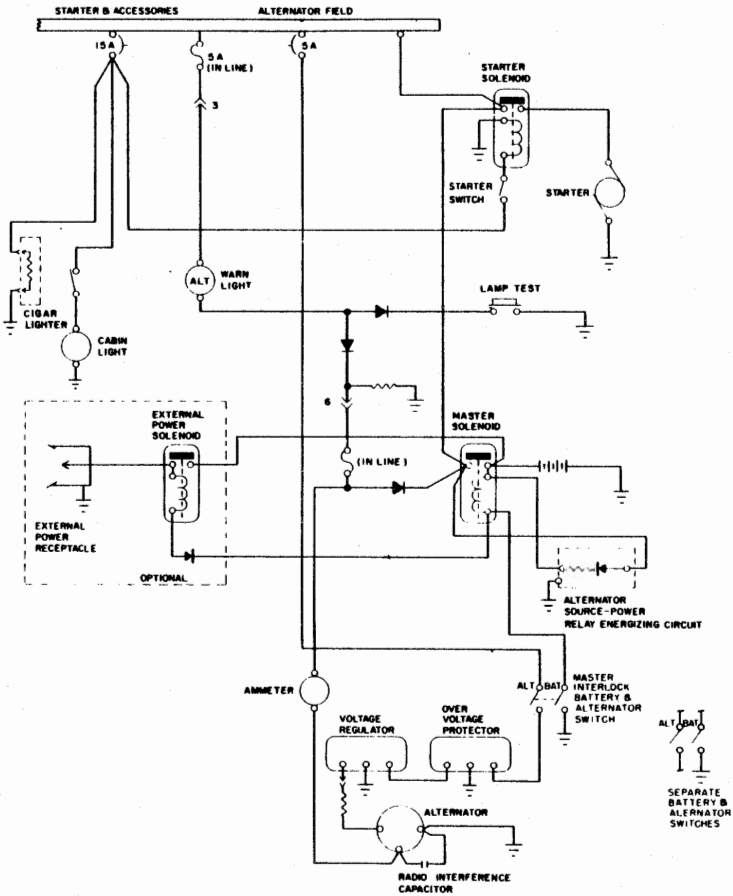 STARTER & ACCESSORIES
ALTERNATOR FIELD
15A
5A
(IN LINE)
5A
3
STARTER
SOLENOID
STARTER
SWITCH
STARTER
ALT
WARN
LIGHT
LAMP TEST
CIGAR
LIGHTER
CABIN
LIGHT
6
EXTERNAL
POWER
SOLENOID
MASTER
SOLENOID
(IN LINE)
EXTERNAL
POWER
RECEPTACLE
OPTIONAL
ALTERNATOR
SOURCE-POWER
RELAY ENERGIZING CIRCUIT
AMMETER
ALT
BAT
MASTER
INTERLOCK
BATTERY &
ALTERNATOR
SWITCH
VOLTAGE
REGULATOR
OVER
VOLTAGE
PROTECTOR
ALT
BAT
SEPARATE
BATTERY &
ALERNATOR
SWITCHES
ALTERNATOR
RADIO INTERFERENCE
CAPACITOR